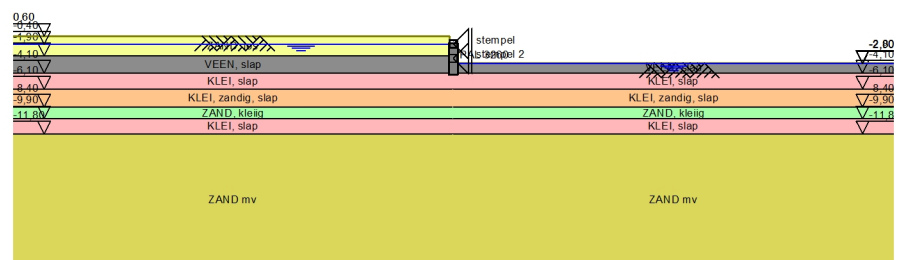 0,60
-0,40
-1,90
-4,10
-6,10
-8,40
-9,90
-11,80
stempel
stempel 2
VEEN, slap
KLEI, slap
KLEI, zandig, slap
ZAND, kleiig
KLEI, slap
ZAND mv
-4,10
-6,10
-8,40
-9,90
-11,8
KLEI, slap
KLEI, zandig, slap
ZAND, kleiig
KLEI, slap
ZAND mv